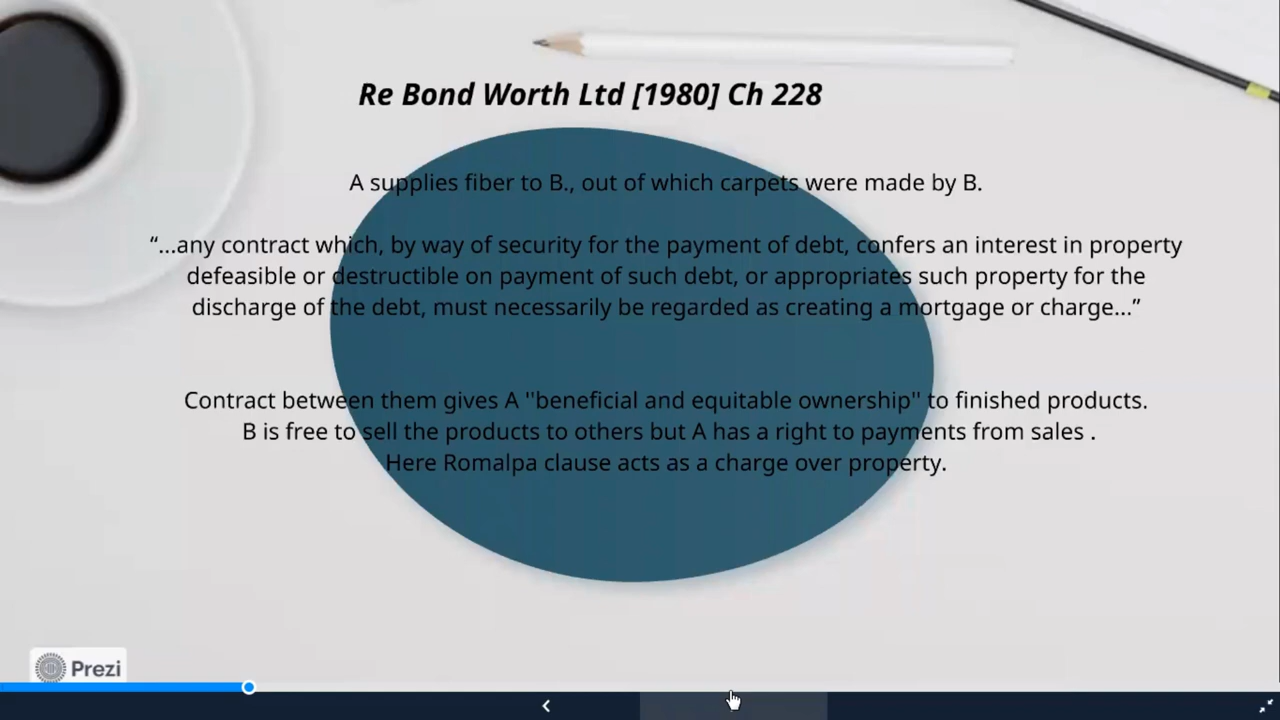 Re Bond Worth Ltd [1980] Ch 228
A supplies fiber to B., out of which carpets were made by B.
“...any contract which, by way of security for the payment of debt, confers an interest in property
defeasible or destructible on payment of such debt, or appropriates such property for the
discharge of the debt, must necessarily be regarded as creating a mortgage or charge...”
Contract between them gives A "beneficial and equitable ownership" to finished products.
B is free to sell the products to others but A has a right to payments from sales .
Here Romalpa clause acts as a charge over property.
Prezi